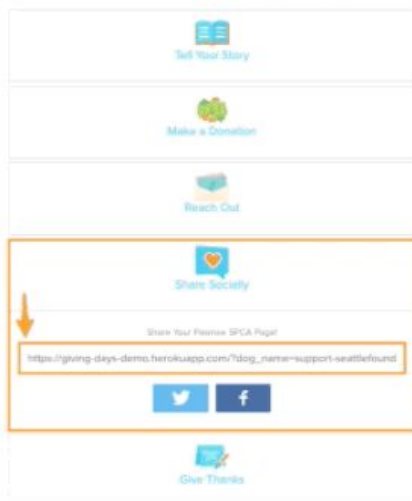 Tell Your Story
Make a Donation
Reach Out
Share Socially
Share Your Pawnee SPCA Page!
https://giving-days-demo.herokuapp.com/?dog_name=support-seattlefound
Give Thanks